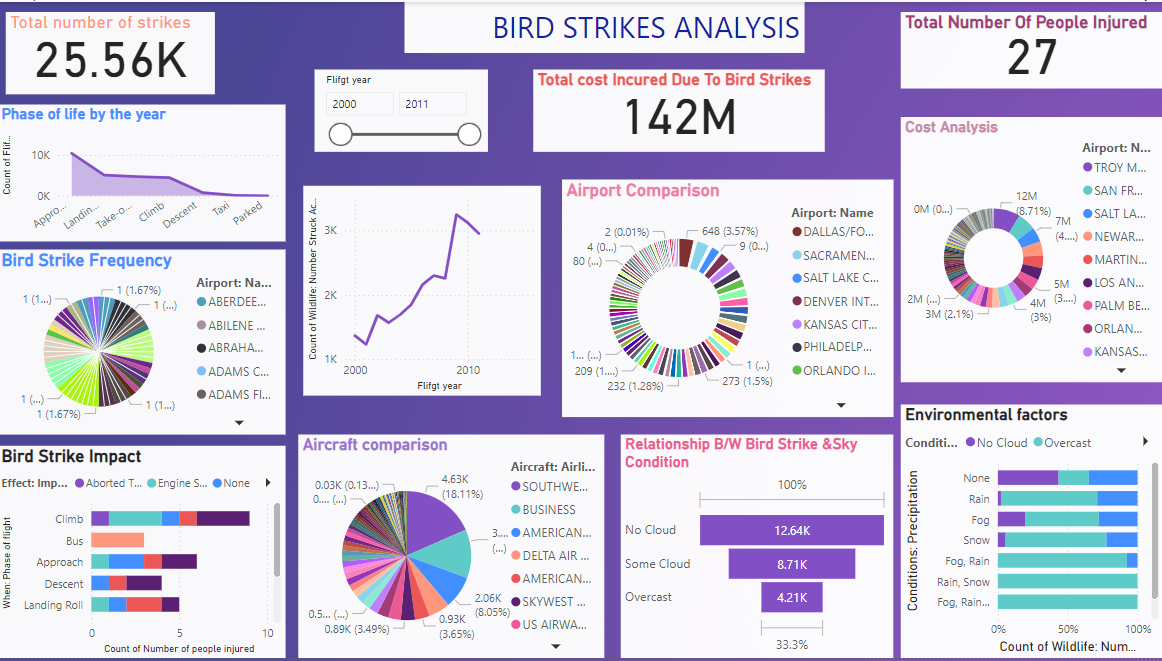 Total number of strikes
25.56K
BIRD STRIKES ANALYSIS
Total Number Of People Injured
27
Flifgt year
2000
2011
Total cost Incured Due To Bird Strikes
142M
Phase of life by the year
Count of Flif...
10K
0K
Appro...
Landin...
Take-o...
Climb
Descent
Taxi
Parked
Cost Analysis
Airport: N...
TROY M...
SAN FR...
SALT LA...
NEWAR...
MARTIN...
LOS AN...
PALM BE...
ORLAN...
KANSAS...
12M
(8.71%)
7M
(4....)
5M
(3....)
4M
(3%)
3M (2.1%)
2M (...)
0M (0...)
Count of Wildlife: Number Struck Ac...
3K
2K
1K
2000
2010
Flifgt year
Airport Comparison
Airport: Name
DALLAS/FO...
SACRAMEN...
SALT LAKE C...
DENVER INT...
KANSAS CIT...
PHILADELP...
ORLANDO I...
2 (0.01%)
648 (3.57%)
4 (0...)
9 (0...)
80 (...)
1... (...)
209 (1....)
232 (1.28%)
273 (1.5%)
1 (...)
Bird Strike Frequency
Airport: Na...
ABERDEE...
ABILENE ...
ABRAHA...
ADAMS C...
ADAMS FI...
1 (1.67%)
1 (...)
1 (1...)
1 (...)
1 (1.67%)
1 (1...)
Bird Strike Impact
Effect: Imp...
Aborted T...
Engine S...
None
When: Phase of flight
Climb
Bus
Approach
Descent
Landing Roll
0
5
10
Count of Number of people injured
Aircraft comparison
Aircraft: Airli...
SOUTHWE...
BUSINESS
AMERICAN...
DELTA AIR ...
AMERICAN...
SKYWEST ...
US AIRWA...
0.03K (0.13...)
4.63K
(18.11%)
0.... (...)
3....
(...)
2.06K
(8.05%)
0.93K
(3.65%)
0.89K (3.49%)
0.5... (...)
Relationship B/W Bird Strike &Sky
Condition
100%
No Cloud
12.64K
Some Cloud
8.71K
Overcast
4.21K
33.3%
Environmental factors
Conditi...
No Cloud
Overcast
Conditions: Precipitation
None
Rain
Fog
Snow
Fog, Rain
Rain, Snow
Fog, Rain...
0%
50%
100%
Count of Wildlife: Num...